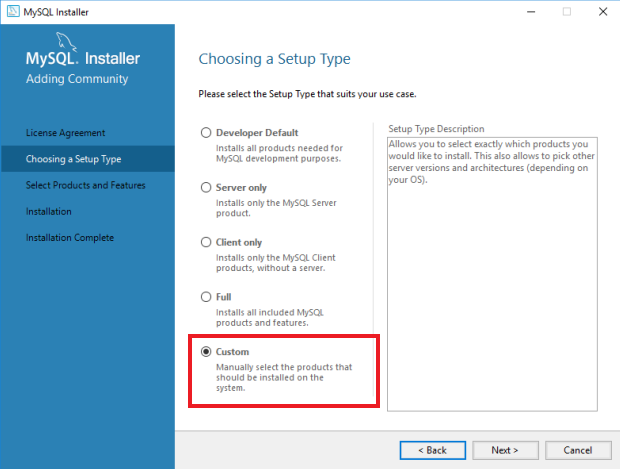 MySQL Installer
MySQL. Installer
Adding Community
License Agreement
Choosing a Setup Type
Select Products and Features
Installation
Installation Complete
Choosing a Setup Type
Please select the Setup Type that suits your use case.
Developer Default
Installs all products needed for
MySQL development purposes.
Server only
Installs only the MySQL Server
product.
Client only
Installs only the MySQL Client
products, without a server.
Full
Installs all included MySQL
products and features.
Custom
Manually select the products that
should be installed on the
system.
Setup Type Description
Allows you to select exactly which products you
would like to install. This also allows to pick other
server versions and architectures (depending on
your OS).
< Back
Next >
Cancel